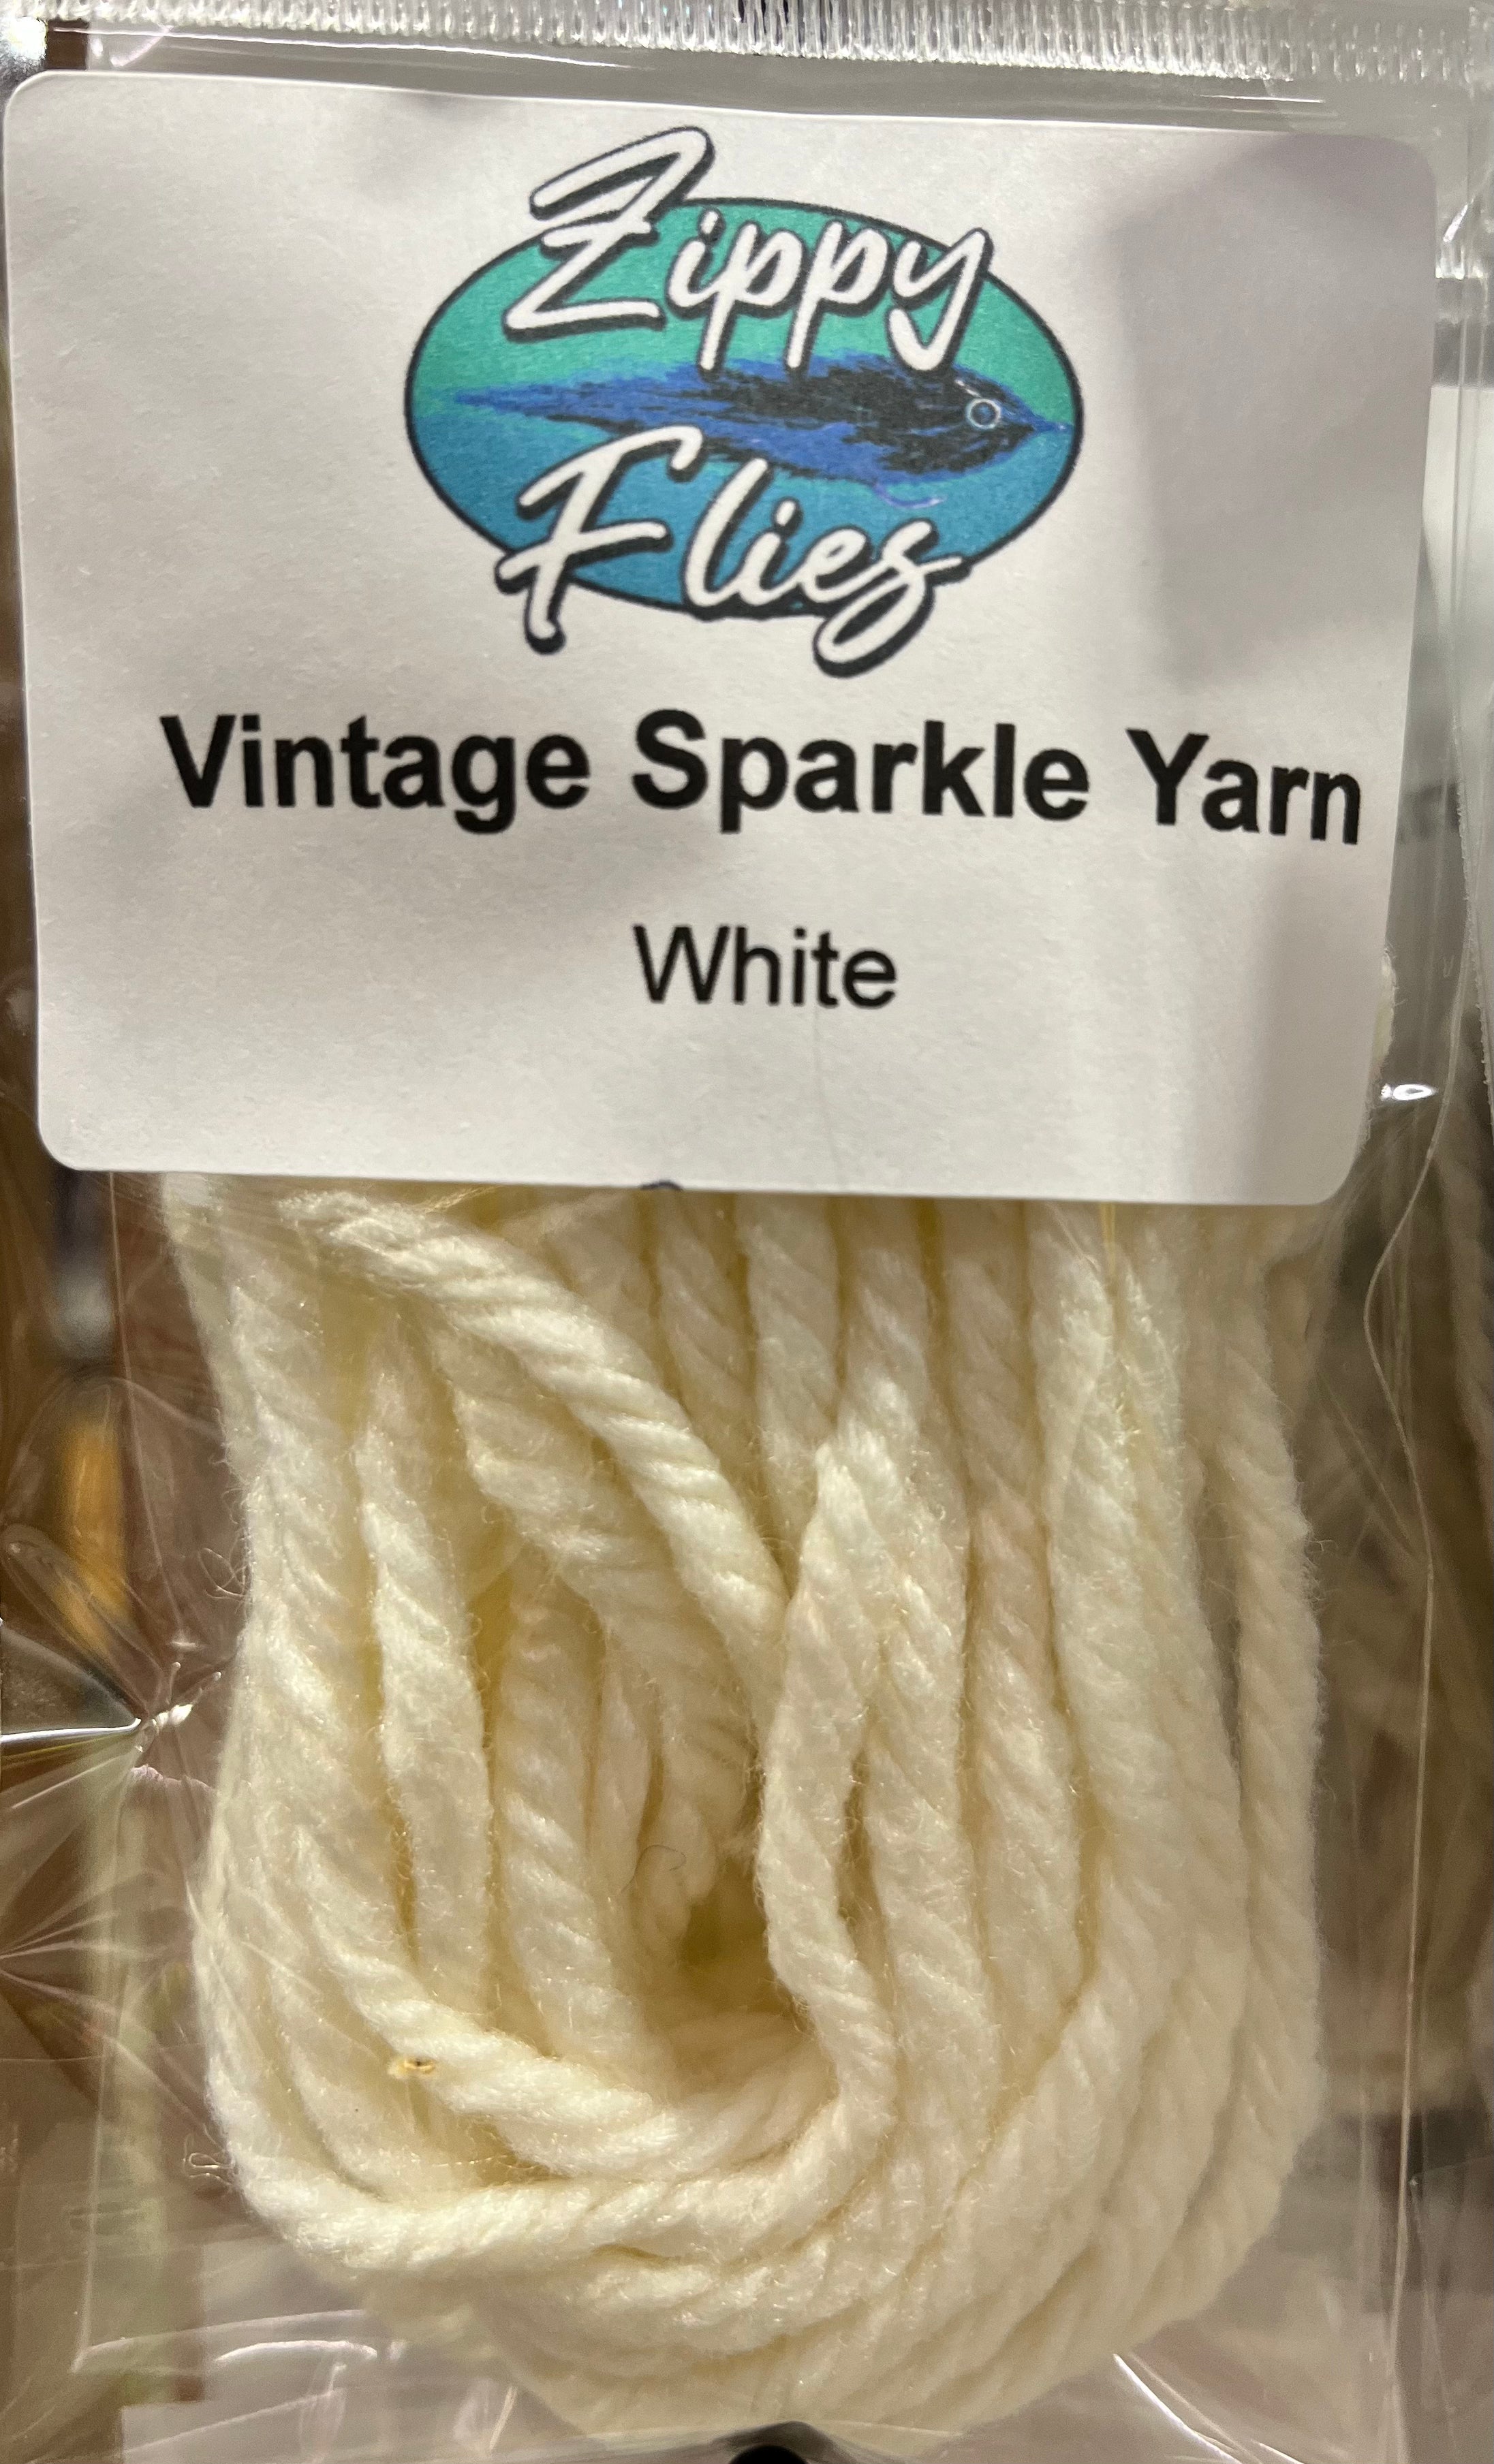 Zippy
Flies
Vintage Sparkle Yarn
White